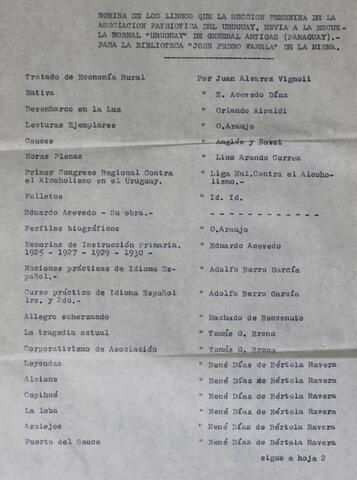 NOMINA DE LOS LIBROS QUE LA SECCION FEMENINA DE LA
ASOCIACION PATRIOTICA DEL URUGUAY, ENVIA A LA ESCUE-
LA NORMAL "URUGUAY" DE GENERAL ARTIGAS (PARAGUAY).-
PARA LA BIBLIOTECA "JOSE PEDRO VARELA" DE LA MISMA.
Tratado de Economía Rural Por Juan Alvarez Vignoli
Nativa " E. Acevedo Díaz
Desembarco en la Luz " Orlando Airaldi
Lecturas Ejemplares " O.Araujo
Cauces " Anglés y Bovet
Horas Plenas " Lino Arando Correa
Primer Congreso Regional Contra " Liga Nal.Contra el Alcoho-
el Alcoholismo en el Uruguay. lismo.-
Folletos " Id. Id.
Eduardo Acevedo - Su obra.- - - - - - - - - - - -
Perfiles biográficos " O.Araujo
Memorias de Instrucción Primaria. " Eduardo Acevedo
1925 - 1927 - 1929 - 1930 -
Nociones prácticas de Idioma Es- " Adolfo Berro García
pañol.-
Curso práctico de Idioma Español " Adolfo Berro García
1ro. y 2do.-
Allegro scherzando " Machado de Benvenuto
La tragedia actual " Tomás G. Brena
Corporativismo de Asociación " Tomás G. Brena
Leyendas " Nené Días de Bértola Ravera
Alcione " Nené Días de Bértola Ravera
Copihué " Nené Días de Bértola Ravera
La loba " Nené Días de Bértola Ravera
Azulejos " Nené Días de Bértola Ravera
Puerto del Sauce " Nené Días de Bértola Ravera
sigue a hoja 2